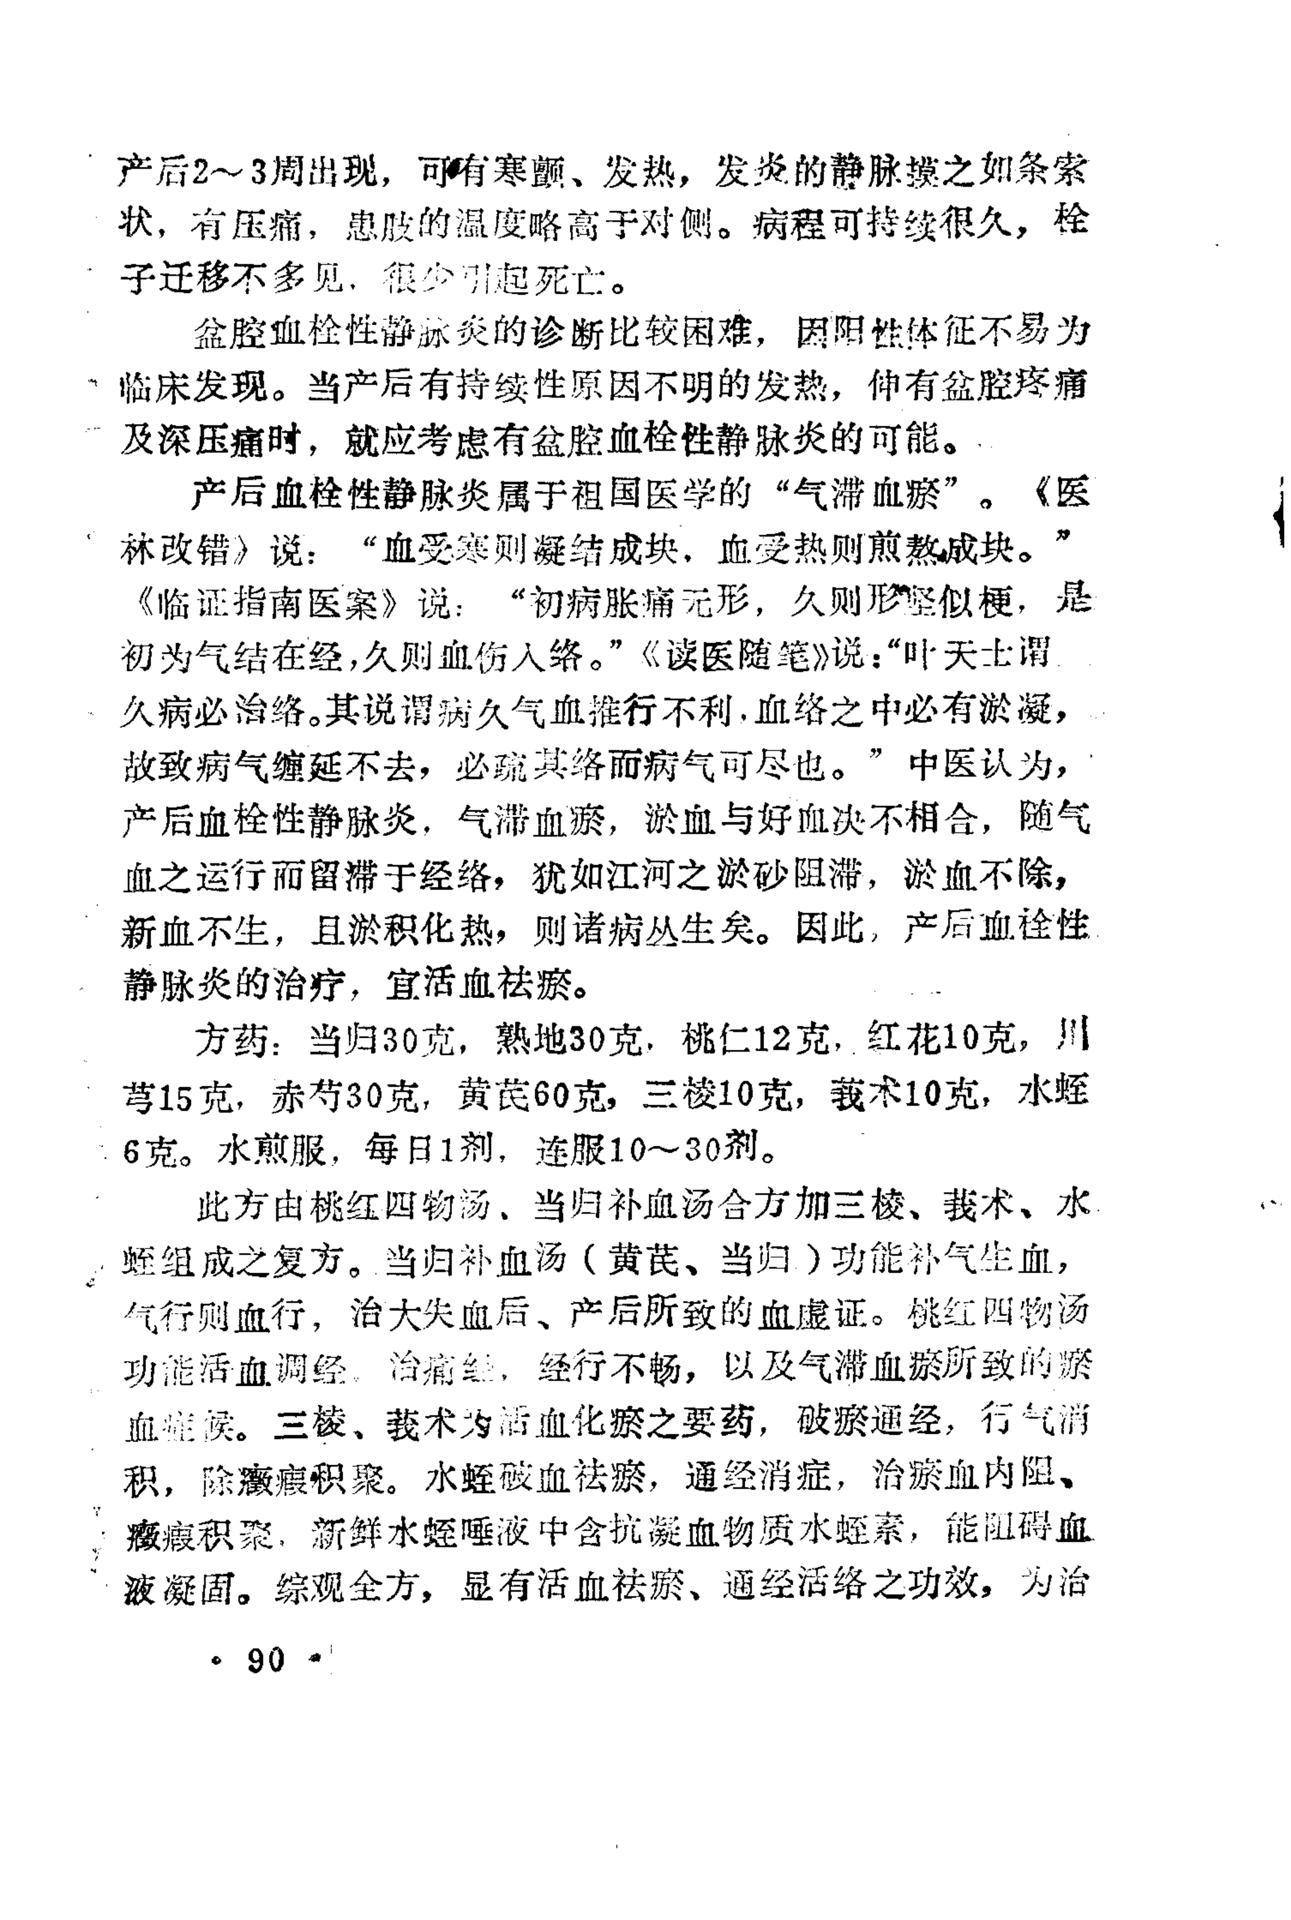 产后2～3周出现，可有寒颤、发热，发炎的静脉摸之如条索
状，有压痛，患肢的温度略高于对侧。病程可持续很久，栓
子迁移不多见，很少引起死亡。
盆腔血栓性静脉炎的诊断比较困难，因阳性体征不易为
临床发现。当产后有持续性原因不明的发热，伸有盆腔疼痛
及深压痛时，就应考虑有盆腔血栓性静脉炎的可能。
产后血栓性静脉炎属于祖国医学的“气滞血瘀”。《医
林改错》说：“血受寒则凝结成块，血受热则煎熬成块。”
《临证指南医案》说：“初病胀痛无形，久则形坚似梗，是
初为气结在经，久则血伤入络。”《读医随笔》说：“叶天士谓
久病必治络。其说谓病久气血推行不利，血络之中必有淤凝，
故致病气缠延不去，必疏其络而病气可尽也。”中医认为，
产后血栓性静脉炎，气滞血瘀，淤血与好血决不相合，随气
血之运行而留滞于经络，犹如江河之淤砂阻滞，淤血不除，
新血不生，且淤积化热，则诸病丛生矣。因此，产后血栓性
静脉炎的治疗，宜活血祛瘀。
方药：当归30克，熟地30克，桃仁12克，红花10克，川
芎15克，赤芍30克，黄芪60克，三棱10克，莪术10克，水蛭
6克。水煎服，每日1剂，连服10～30剂。
此方由桃红四物汤、当归补血汤合方加三棱、莪术、水
蛭组成之复方。当归补血汤（黄芪、当归）功能补气生血，
气行则血行，治大失血后、产后所致的血虚证。桃红四物汤
功能活血调经。治痛经，经行不畅，以及气滞血瘀所致的瘀
血症候。三棱、莪术为活血化瘀之要药，破瘀通经，行气消
积，除癥瘕积聚。水蛭破血祛瘀，通经消症，治瘀血内阻、
癥瘕积聚，新鲜水蛭唾液中含抗凝血物质水蛭素，能阻碍血
液凝固。综观全方，显有活血祛瘀、通经活络之功效，为治
• 90 •